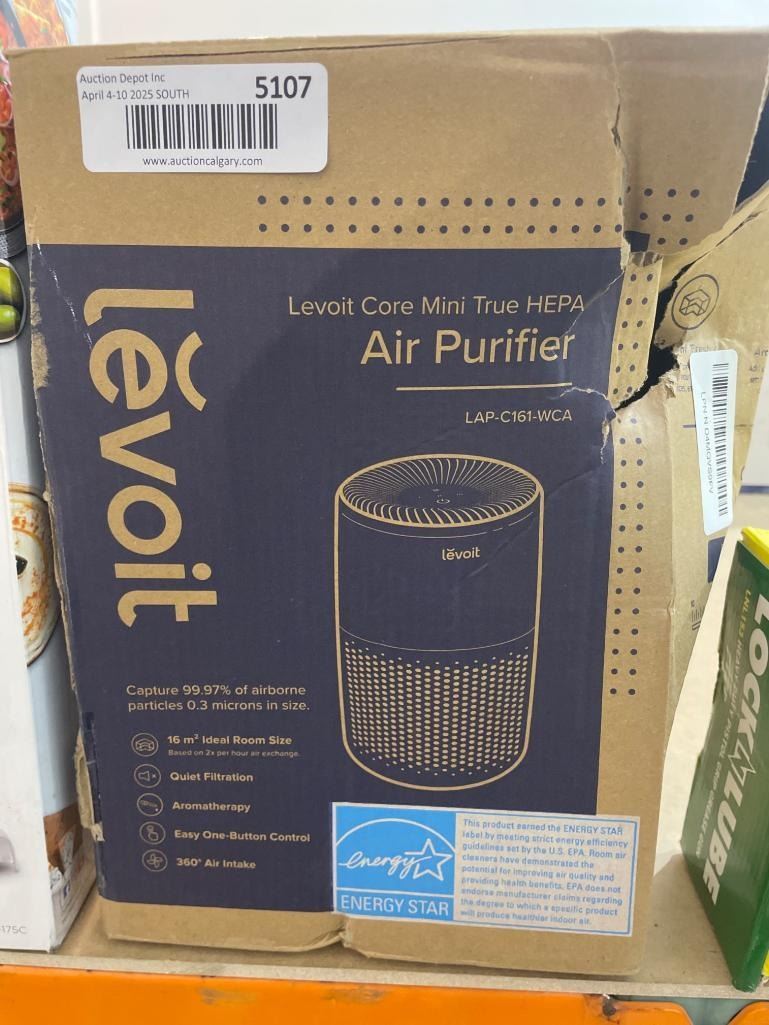 Auction Depot Inc
April 4-10 2025 SOUTH
5107
www.auctioncalgary.com
levoit
Levoit Core Mini True HEPA
Air Purifier
LAP-C161-WCA
levoit
Capture 99.97% of airborne
particles 0.3 microns in size.
16 m² Ideal Room Size
Based on 2x per hour air exchange.
Quiet Filtration
Aromatherapy
Easy One-Button Control
360° Air Intake
energy
ENERGY STAR
This product earned the ENERGY STAR
label by meeting strict energy efficiency
guidelines set by the U.S. EPA. Room air
cleaners have demonstrated the
potential for improving air quality and
providing health benefits. EPA does not
endorse manufacturer claims regarding
the degree to which a specific product
will produce healthier indoor air.
LOCK LUBE
175C